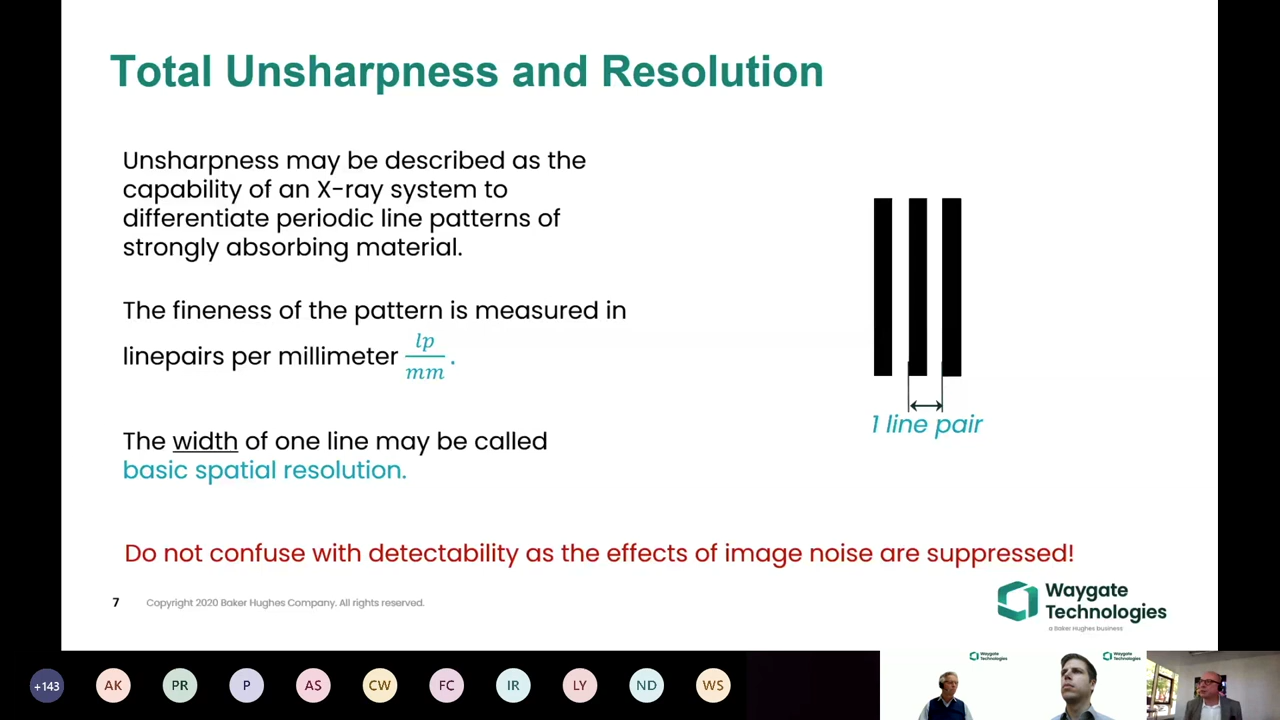 Total Unsharpness and Resolution
Unsharpness may be described as the
capability of an X-ray system to
differentiate periodic line patterns of
strongly absorbing material.
The fineness of the pattern is measured in
linepairs per millimeter lp/mm .
The width of one line may be called
basic spatial resolution.
1 line pair
Do not confuse with detectability as the effects of image noise are suppressed!
7
Copyright 2020 Baker Hughes Company. All rights reserved.
Waygate
Technologies
a Baker Hughes business
+143
AK
PR
P
AS
CW
FC
IR
LY
ND
WS
Waygate
Technologies
Waygate
Technologies